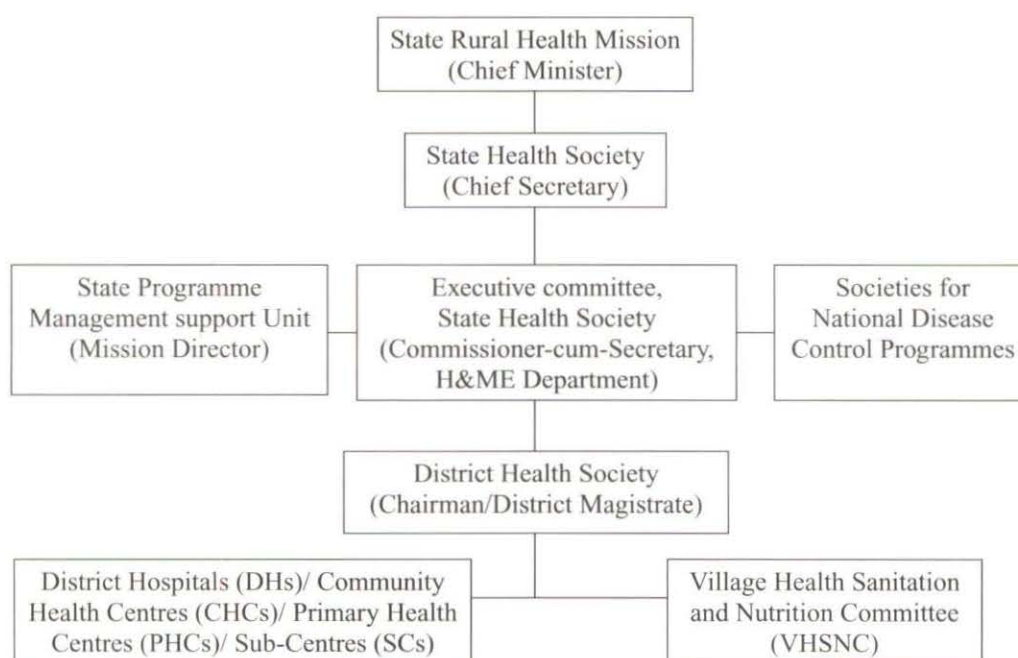 State Rural Health Mission
(Chief Minister)
State Health Society
(Chief Secretary)
State Programme
Management support Unit
(Mission Director)
Executive committee,
State Health Society
(Commissioner-cum-Secretary,
H&ME Department)
Societies for
National Disease
Control Programmes
District Health Society
(Chairman/District Magistrate)
District Hospitals (DHs)/ Community
Health Centres (CHCs)/ Primary Health
Centres (PHCs)/ Sub-Centres (SCs)
Village Health Sanitation
and Nutrition Committee
(VHSNC)